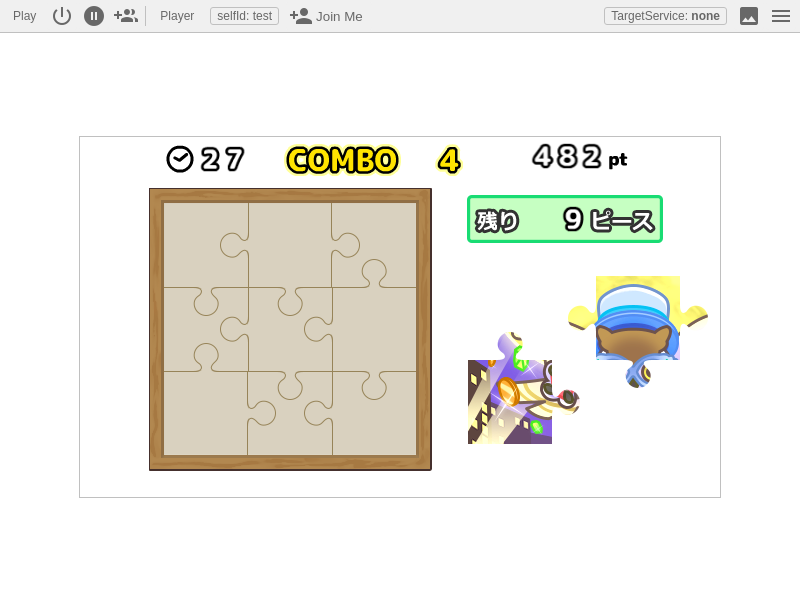 Play
Player
selfId: test
Join Me
TargetService: none
27
COMBO 4
482 pt
残り 9 ピース